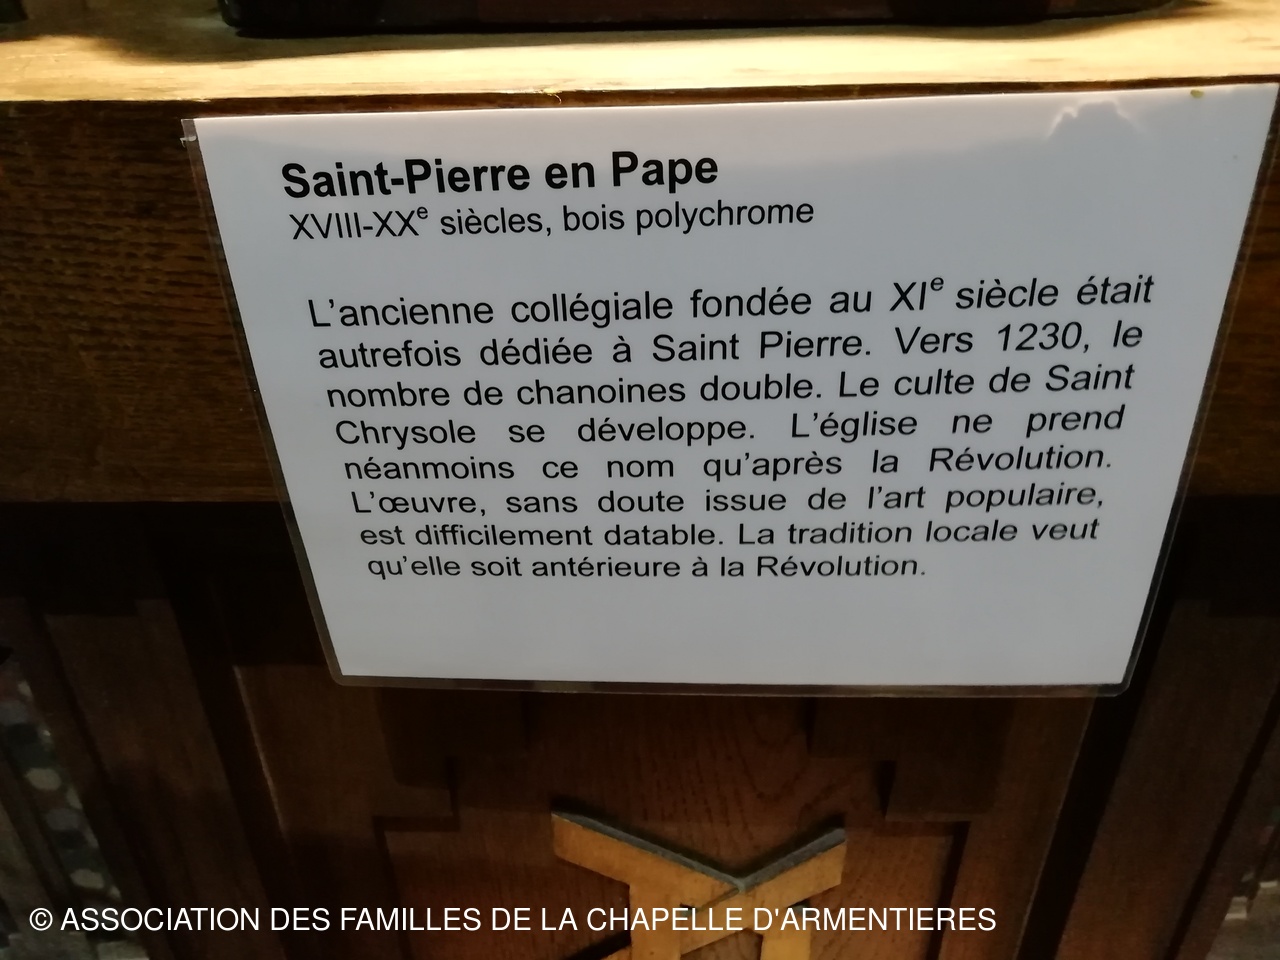 Saint-Pierre en Pape
XVIII-XXe siècles, bois polychrome
L'ancienne collégiale fondée au XIe siècle était
autrefois dédiée à Saint Pierre. Vers 1230, le
nombre de chanoines double. Le culte de Saint
Chrysole se développe. L'église ne prend
néanmoins ce nom qu'après la Révolution.
L'œuvre, sans doute issue de l'art populaire,
est difficilement datable. La tradition locale veut
qu'elle soit antérieure à la Révolution.
© ASSOCIATION DES FAMILLES DE LA CHAPELLE D'ARMENTIERES